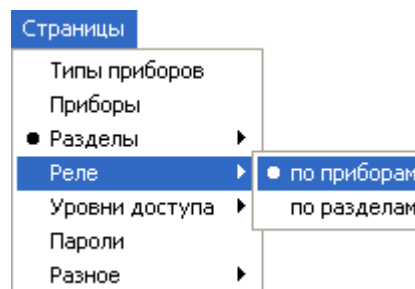 Страницы
Типы приборов
Приборы
Разделы
Реле
по приборам
Уровни доступа
по разделам
Пароли
Разное